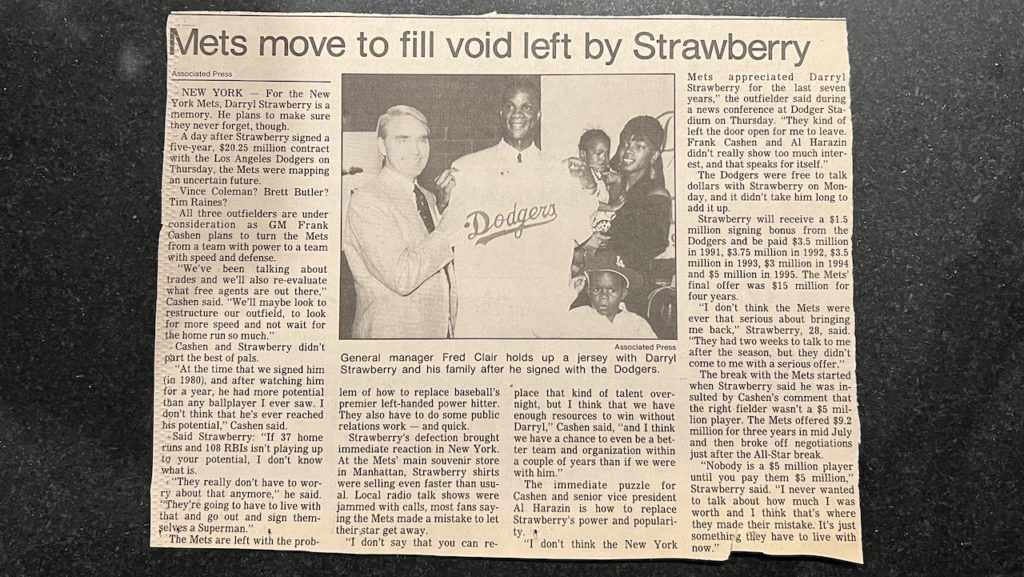 Mets move to fill void left by Strawberry
Associated Press
NEW YORK — For the New
York Mets, Darryl Strawberry is a
memory. He plans to make sure
they never forget, though.
A day after Strawberry signed a
five-year, $20.25 million contract
with the Los Angeles Dodgers on
Thursday, the Mets were mapping
an uncertain future.
Vince Coleman? Brett Butler?
Tim Raines?
All three outfielders are under
consideration as GM Frank
Cashen plans to turn the Mets
from a team with power to a team
with speed and defense.
"We've been talking about
trades and we'll also re-evaluate
what free agents are out there,"
Cashen said. "We'll maybe look to
restructure our outfield, to look
for more speed and not wait for
the home run so much."
Cashen and Strawberry didn't
part the best of pals.
"At the time that we signed him
(in 1980), and after watching him
for a year, he had more potential
than any ballplayer I ever saw. I
don't think that he's ever reached
his potential," Cashen said.
Said Strawberry: "If 37 home
runs and 108 RBIs isn't playing up
to your potential, I don't know
what is.
"They really don't have to wor-
ry about that anymore," he said.
"They're going to have to live with
that and go out and sign them-
selves a Superman."
The Mets are left with the prob-
Dodgers
LA
Associated Press
General manager Fred Clair holds up a jersey with Darryl
Strawberry and his family after he signed with the Dodgers.
lem of how to replace baseball's
premier left-handed power hitter.
They also have to do some public
relations work — and quick.
Strawberry's defection brought
immediate reaction in New York.
At the Mets' main souvenir store
in Manhattan, Strawberry shirts
were selling even faster than usu-
al. Local radio talk shows were
jammed with calls, most fans say-
ing the Mets made a mistake to let
their star get away.
"I don't say that you can re-
place that kind of talent over-
night, but I think that we have
enough resources to win without
Darryl," Cashen said, "and I think
we have a chance to even be a bet-
ter team and organization within
a couple of years than if we were
with him."
The immediate puzzle for
Cashen and senior vice president
Al Harazin is how to replace
Strawberry's power and populari-
ty.
"I don't think the New York
Mets appreciated Darryl
Strawberry for the last seven
years," the outfielder said during
a news conference at Dodger Sta-
dium on Thursday. "They kind of
left the door open for me to leave.
Frank Cashen and Al Harazin
didn't really show too much inter-
est, and that speaks for itself."
The Dodgers were free to talk
dollars with Strawberry on Mon-
day, and it didn't take him long to
add it up.
Strawberry will receive a $1.5
million signing bonus from the
Dodgers and be paid $3.5 million
in 1991, $3.75 million in 1992, $3.5
million in 1993, $3 million in 1994
and $5 million in 1995. The Mets'
final offer was $15 million for
four years.
"I don't think the Mets were
ever that serious about bringing
me back," Strawberry, 28, said.
"They had two weeks to talk to me
after the season, but they didn't
come to me with a serious offer."
The break with the Mets started
when Strawberry said he was in-
sulted by Cashen's comment that
the right fielder wasn't a $5 mil-
lion player. The Mets offered $9.2
million for three years in mid July
and then broke off negotiations
just after the All-Star break.
"Nobody is a $5 million player
until you pay them $5 million,"
Strawberry said. "I never wanted
to talk about how much I was
worth and I think that's where
they made their mistake. It's just
something they have to live with
now."